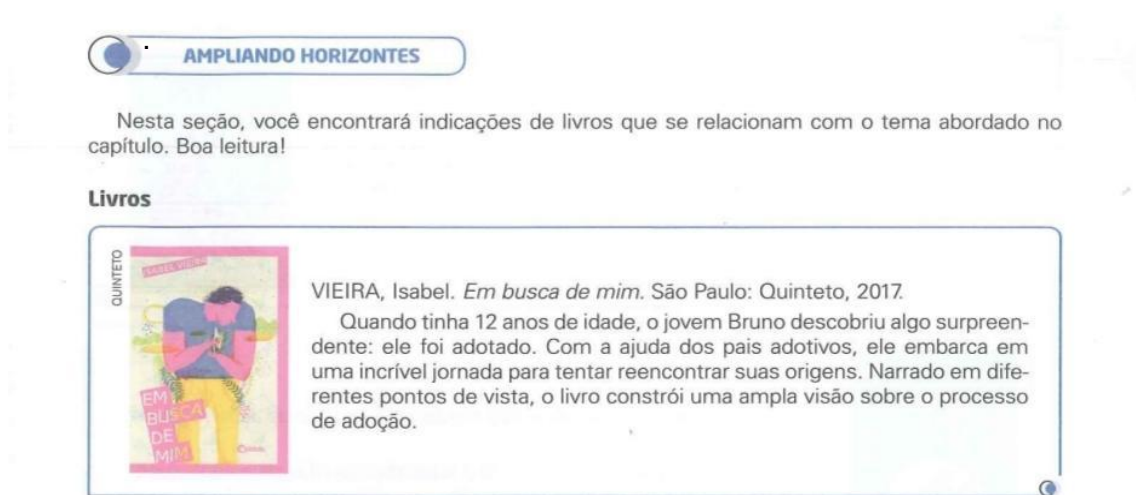 AMPLIANDO HORIZONTES
Nesta seção, você encontrará indicações de livros que se relacionam com o tema abordado no
capítulo. Boa leitura!
Livros
QUINTETO
ISABEL VIEIRA
EM
BUSCA
DE
MIM
VIEIRA, Isabel. Em busca de mim. São Paulo: Quinteto, 2017.
Quando tinha 12 anos de idade, o jovem Bruno descobriu algo surpreen-
dente: ele foi adotado. Com a ajuda dos pais adotivos, ele embarca em
uma incrível jornada para tentar reencontrar suas origens. Narrado em dife-
rentes pontos de vista, o livro constrói uma ampla visão sobre o processo
de adoção.